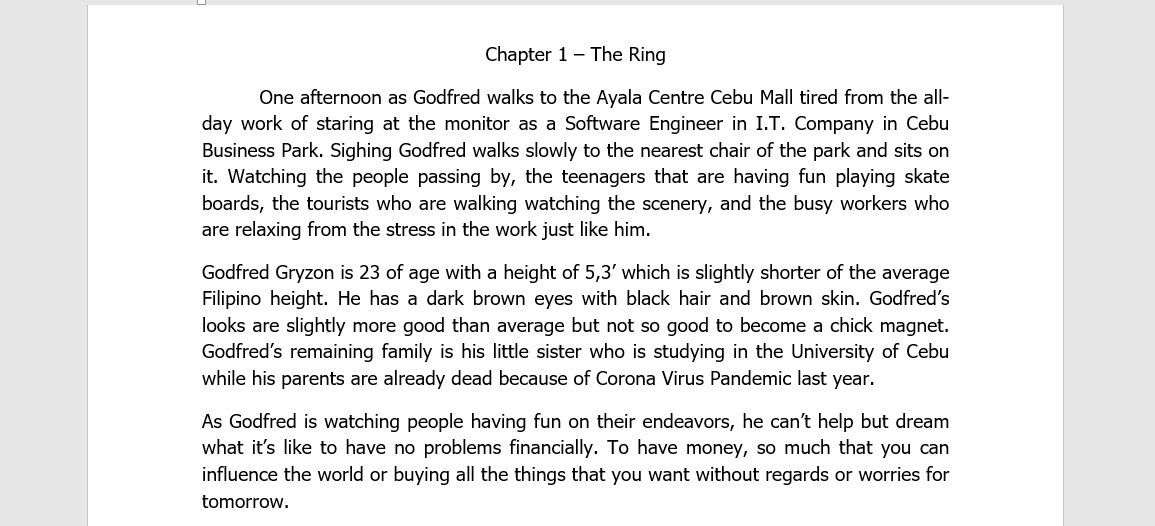 Chapter 1 – The Ring
One afternoon as Godfred walks to the Ayala Centre Cebu Mall tired from the all-
day work of staring at the monitor as a Software Engineer in I.T. Company in Cebu
Business Park. Sighing Godfred walks slowly to the nearest chair of the park and sits on
it. Watching the people passing by, the teenagers that are having fun playing skate
boards, the tourists who are walking watching the scenery, and the busy workers who
are relaxing from the stress in the work just like him.
Godfred Gryzon is 23 of age with a height of 5,3’ which is slightly shorter of the average
Filipino height. He has a dark brown eyes with black hair and brown skin. Godfred’s
looks are slightly more good than average but not so good to become a chick magnet.
Godfred’s remaining family is his little sister who is studying in the University of Cebu
while his parents are already dead because of Corona Virus Pandemic last year.
As Godfred is watching people having fun on their endeavors, he can’t help but dream
what it’s like to have no problems financially. To have money, so much that you can
influence the world or buying all the things that you want without regards or worries for
tomorrow.